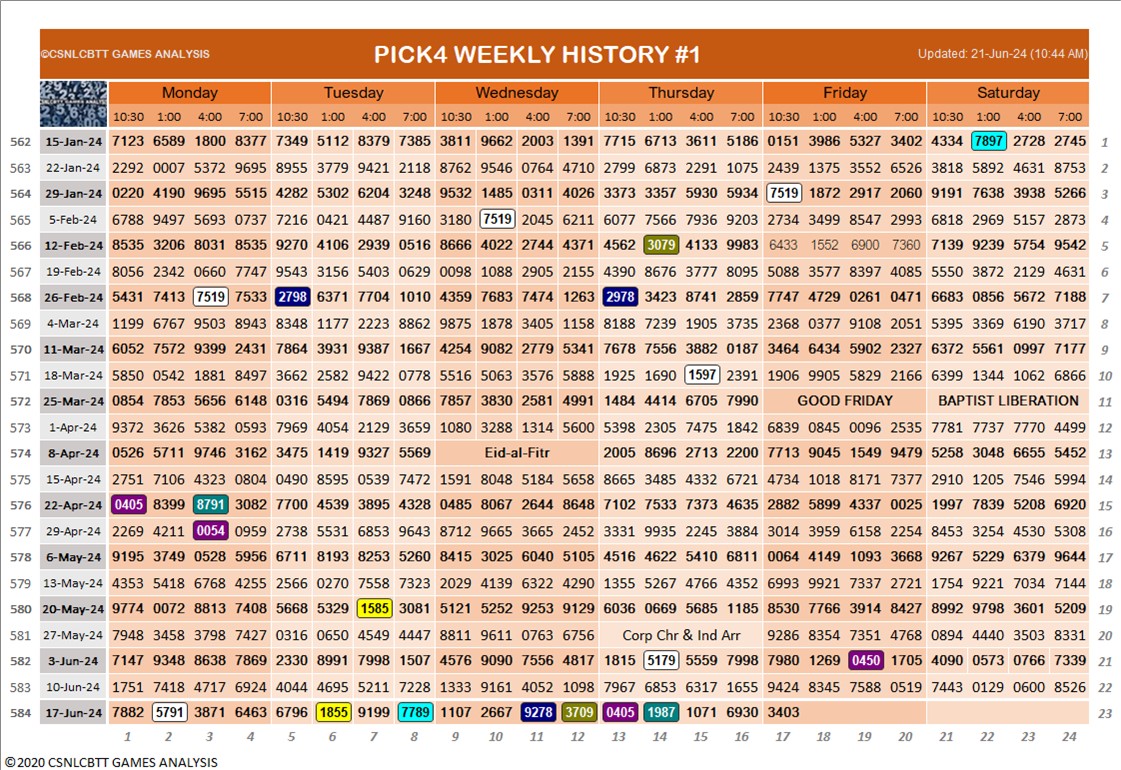 ©CSNLCBTT GAMES ANALYSIS PICK4 WEEKLY HISTORY #1 Updated: 21-Jun-24 (10:44 AM)
CSNLCBTT GAMES ANALYS Monday Tuesday Wednesday Thursday Friday Saturday
10:30 1:00 4:00 7:00 10:30 1:00 4:00 7:00 10:30 1:00 4:00 7:00 10:30 1:00 4:00 7:00 10:30 1:00 4:00 7:00 10:30 1:00 4:00 7:00
562 15-Jan-24 7123 6589 1800 8377 7349 5112 8379 7385 3811 9662 2003 1391 7715 6713 3611 5186 0151 3986 5327 3402 4334 7897 2728 2745 1
563 22-Jan-24 2292 0007 5372 9695 8955 3779 9421 2118 8762 9546 0764 4710 2799 6873 2291 1075 2439 1375 3552 6526 3818 5892 4631 8753 2
564 29-Jan-24 0220 4190 9695 5515 4282 5302 6204 3248 9532 1485 0311 4026 3373 3357 5930 5934 7519 1872 2917 2060 9191 7638 3938 5266 3
565 5-Feb-24 6788 9497 5693 0737 7216 0421 4487 9160 3180 7519 2045 6211 6077 7566 7936 9203 2734 3499 8547 2993 6818 2969 5157 2873 4
566 12-Feb-24 8535 3206 8031 8535 9270 4106 2939 0516 8666 4022 2744 4371 4562 3079 4133 9983 6433 1552 6900 7360 7139 9239 5754 9542 5
567 19-Feb-24 8056 2342 0660 7747 9543 3156 5403 0629 0098 1088 2905 2155 4390 8676 3777 8095 5088 3577 8397 4085 5550 3872 2129 4631 6
568 26-Feb-24 5431 7413 7519 7533 2798 6371 7704 1010 4359 7683 7474 1263 2978 3423 8741 2859 7747 4729 0261 0471 6683 0856 5672 7188 7
569 4-Mar-24 1199 6767 9503 8943 8348 1177 2223 8862 9875 1878 3405 1158 8188 7239 1905 3735 2368 0377 9108 2051 5395 3369 6190 3717 8
570 11-Mar-24 6052 7572 9399 2431 7864 3931 9387 1667 4254 9082 2779 5341 7678 7556 3882 0187 3464 6434 5902 2327 6372 5561 0997 7177 9
571 18-Mar-24 5850 0542 1881 8497 3662 2582 9422 0778 5516 5063 3576 5888 1925 1690 1597 2391 1906 9905 5829 2166 6399 1344 1062 6866 10
572 25-Mar-24 0854 7853 5656 6148 0316 5494 7869 0866 7857 3830 2581 4991 1484 4414 6705 7990 GOOD FRIDAY BAPTIST LIBERATION 11
573 1-Apr-24 9372 3626 5382 0593 7969 4054 2129 3659 1080 3288 1314 5600 5398 2305 7475 1842 6839 0845 0096 2535 7781 7737 7770 4499 12
574 8-Apr-24 0526 5711 9746 3162 3475 1419 9327 5569 Eid-al-Fitr 2005 8696 2713 2200 7713 9045 1549 9479 5258 3048 6655 5452 13
575 15-Apr-24 2751 7106 4323 0804 0490 8595 0539 7472 1591 8048 5184 5658 8665 3485 4332 6721 4734 1018 8171 7377 2910 1205 7546 5994 14
576 22-Apr-24 0405 8399 8791 3082 7700 4539 3895 4328 0485 8067 2644 8648 7102 7533 7373 4635 2882 5987 4337 0025 1997 7839 5208 6920 15
577 29-Apr-24 2269 4211 0054 0959 2738 5531 6853 9643 8712 9665 3665 2452 3331 9935 2245 3884 3014 3959 6158 2254 8453 3254 4530 5308 16
578 6-May-24 9195 3749 0528 5956 6711 8193 8253 5260 8415 3025 6040 5105 4516 4622 5410 6811 0064 4149 1093 3668 9267 5229 6379 9644 17
579 13-May-24 4353 5418 6768 4255 2566 0270 7558 7323 2029 4139 6322 4290 1355 5267 4766 4352 6993 9921 7337 2721 1754 9221 7034 7144 18
580 20-May-24 9774 0072 8813 7408 5668 5329 1585 3081 5121 5252 9253 9129 6036 0669 5685 1185 8530 7766 3914 8427 8992 9798 3601 5209 19
581 27-May-24 7948 3458 3798 7427 0316 0650 4549 4447 8811 9611 0763 6756 Corp Chr & Ind Arr 9286 8354 7351 4768 0894 4440 3503 8331 20
582 3-Jun-24 7147 9348 8638 7869 2330 8991 7998 1507 4576 9090 7556 4817 1815 5179 5559 7998 7980 1269 0450 1705 4090 0573 0766 7339 21
583 10-Jun-24 1751 7418 4717 6924 4044 4695 5211 7228 1333 9161 4052 1098 7967 6853 6317 1655 9424 8345 7588 0519 7443 0129 0600 8526 22
584 17-Jun-24 7882 5791 3871 6463 6796 1855 9199 7789 1107 2667 9278 3709 0405 1987 1071 6930 3403 23
1 2 3 4 5 6 7 8 9 10 11 12 13 14 15 16 17 18 19 20 21 22 23 24
©2020 CSNLCBTT GAMES ANALYSIS